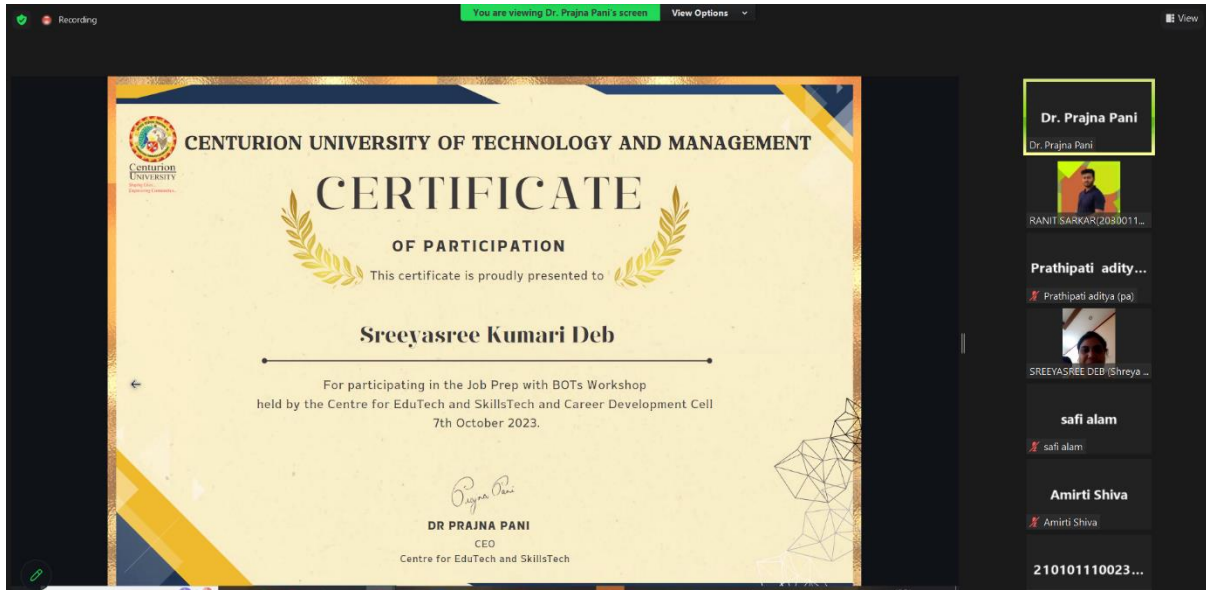 Recording
You are viewing Dr. Prajna Pani's screen
View Options
View
Centurion
UNIVERSITY
CENTURION UNIVERSITY OF TECHNOLOGY AND MANAGEMENT
CERTIFICATE
OF PARTICIPATION
This certificate is proudly presented to
Sreeyasree Kumari Deb
For participating in the Job Prep with BOTs Workshop
held by the Centre for EduTech and SkillsTech and Career Development Cell
7th October 2023.
Prajna Pani
DR PRAJNA PANI
CEO
Centre for EduTech and SkillsTech
Dr. Prajna Pani
Dr. Prajna Pani
RANIT SARKAR(2030011...
Prathipati adity...
Prathipati aditya (pa)
SREEYASREE DEB (Shreya ...
safi alam
safi alam
Amirti Shiva
Amirti Shiva
210101110023...